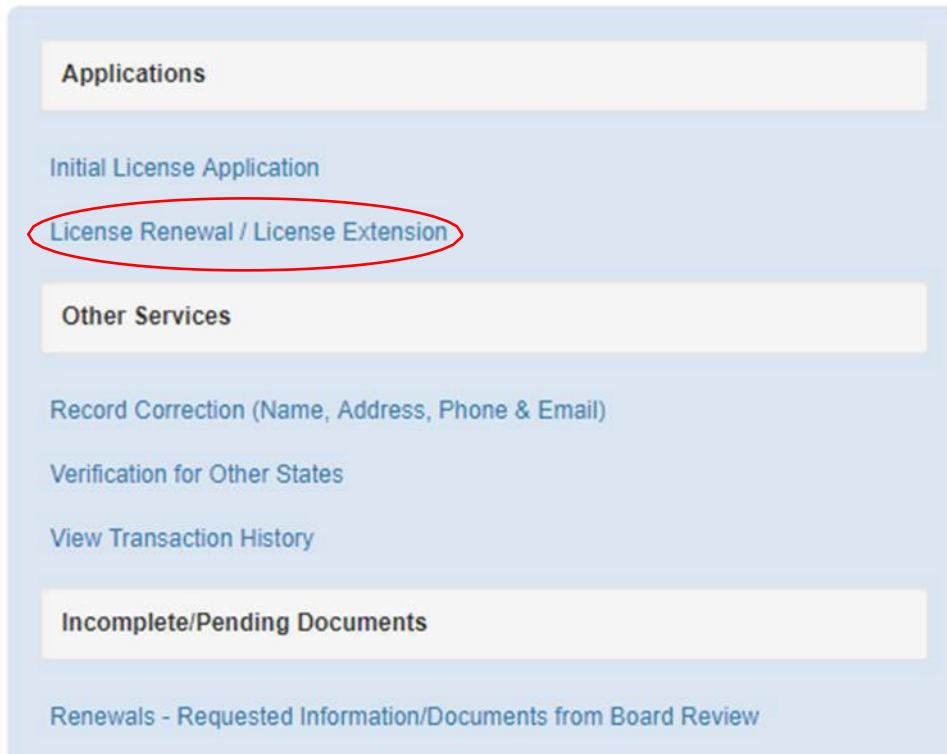 Applications
Initial License Application
License Renewal / License Extension
Other Services
Record Correction (Name, Address, Phone & Email)
Verification for Other States
View Transaction History
Incomplete/Pending Documents
Renewals - Requested Information/Documents from Board Review